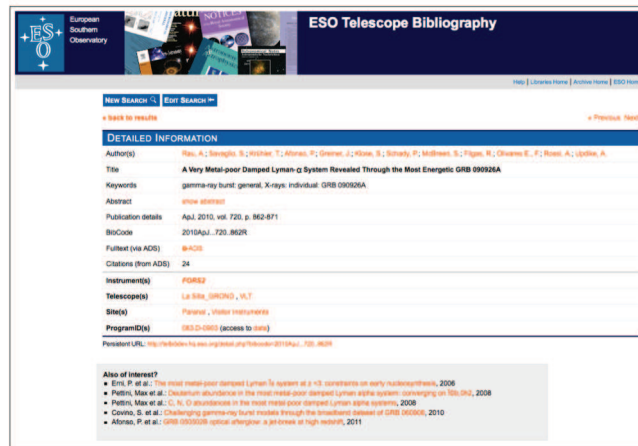 European
Southern
Observatory
ESO Telescope Bibliography
Help | Libraries Home | Archive Home | ESO Home
NEW SEARCH EDIT SEARCH
« back to results
« Previous Next
DETAILED INFORMATION
Author(s) Rau, A.; Savaglio, S.; Krühler, T.; Afonso, P.; Greiner, J.; Klose, S.; Schady, P.; McBreen, S.; Filgas, R.; Olivares E., F.; Rossi, A.; Updike, A.
Title A Very Metal-poor Damped Lyman-α System Revealed Through the Most Energetic GRB 090926A
Keywords gamma-ray burst: general, X-rays: individual: GRB 090926A
Abstract show abstract
Publication details ApJ, 2010, vol. 720, p. 862-871
BibCode 2010ApJ...720..862R
Fulltext (via ADS) ADS
Citations (from ADS) 24
Instrument(s) FORS2
Telescope(s) La Silla_GROND , VLT
Site(s) Paranal , Visitor Instruments
ProgramID(s) 083.D-0903 (access to data)
Persistent URL:
Also of interest?
• Erni, P. et al.: The most metal-poor damped Lyman system at z <3: constraints on early nucleosynthesis, 2006
• Pettini, Max et al.: Deuterium abundance in the most metal-poor damped Lyman alpha system: converging on 2008
• Pettini, Max et al.: C, N, O abundances in the most metal-poor damped Lyman alpha systems, 2008
• Covino, S. et al.: Challenging gamma-ray burst models through the broadband dataset of GRB 060908, 2010
• Afonso, P. et al.: GRB optical afterglow: a jet-break at high redshift, 2011